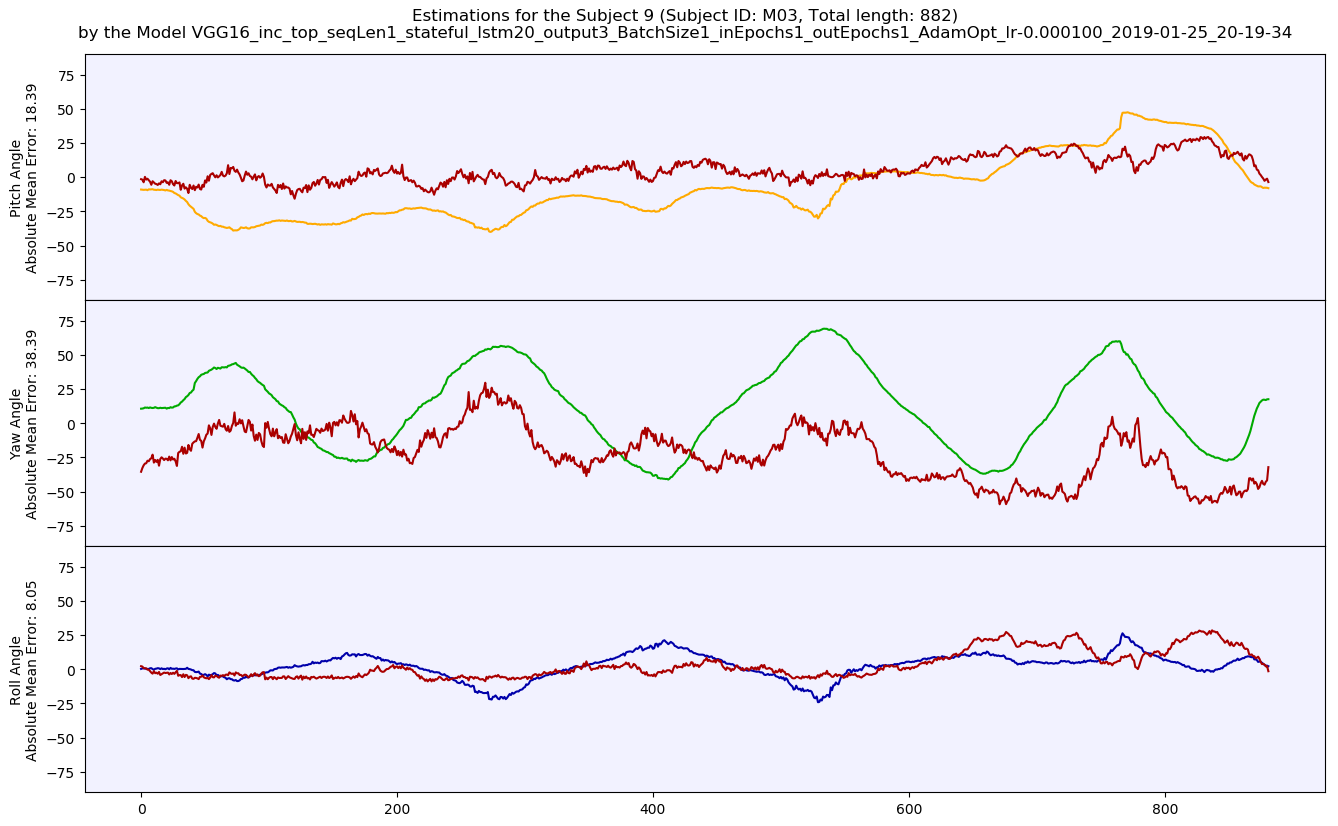 Estimations for the Subject 9 (Subject ID: M03, Total length: 882)
by the Model VGG16_inc_top_seqLen1_stateful_lstm20_output3_BatchSize1_inEpochs1_outEpochs1_AdamOpt_lr-0.000100_2019-01-25_20-19-34
Pitch Angle
Absolute Mean Error: 18.39
75
50
25
0
−25
−50
−75
Yaw Angle
Absolute Mean Error: 38.39
75
50
25
0
−25
−50
−75
Roll Angle
Absolute Mean Error: 8.05
75
50
25
0
−25
−50
−75
0 200 400 600 800